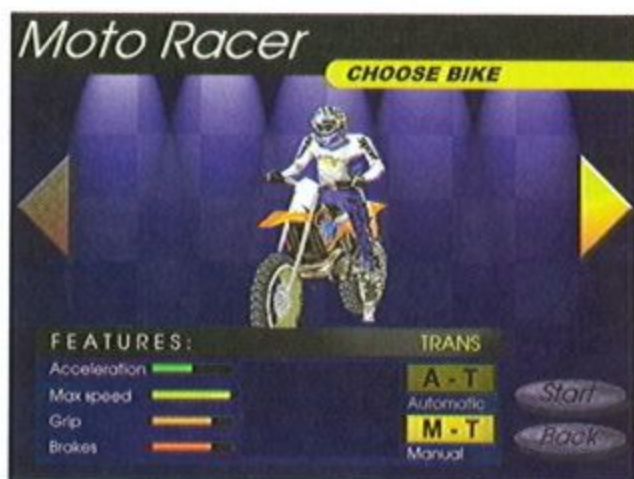 Moto Racer
CHOOSE BIKE
FEATURES:
TRANS
Acceleration
A - T
Automatic
Max speed
Start
Grip
M - T
Back
Brakes
Manual